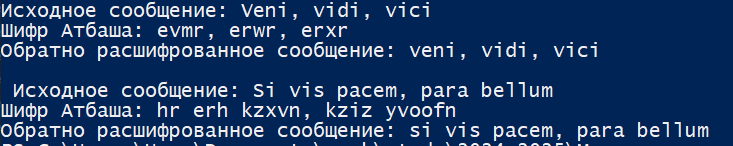 Исходное сообщение: Veni, vidi, vici
Шифр Атбаша: evmr, erwr, erxr
Обратно расшифрованное сообщение: veni, vidi, vici
Исходное сообщение: Si vis pacem, para bellum
Шифр Атбаша: hr erh kzxvn, kziz yvoofn
Обратно расшифрованное сообщение: si vis pacem, para bellum